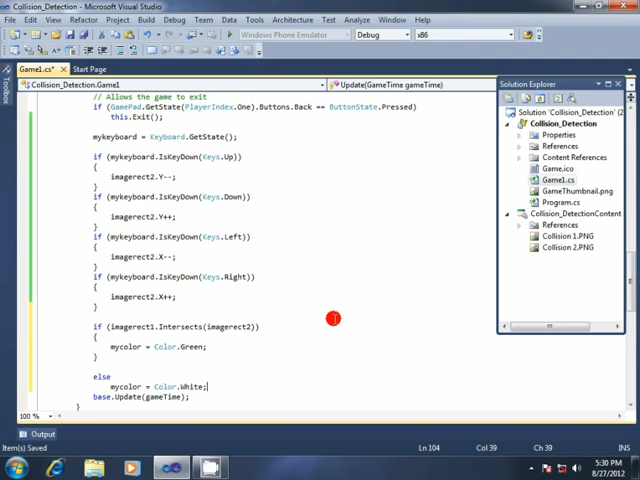 Collision_Detection - Microsoft Visual Studio
File Edit View Refactor Project Build Debug Team Data Tools Architecture Test Analyze Window Help
Windows Phone Emulator Debug x86
Game1.cs* Start Page
Collision_Detection.Game1 Update(GameTime gameTime)
// Allows the game to exit
if (GamePad.GetState(PlayerIndex.One).Buttons.Back == ButtonState.Pressed)
this.Exit();
mykeyboard = Keyboard.GetState();
if (mykeyboard.IsKeyDown(Keys.Up))
{
imagerect2.Y--;
}
if (mykeyboard.IsKeyDown(Keys.Down))
{
imagerect2.Y++;
}
if (mykeyboard.IsKeyDown(Keys.Left))
{
imagerect2.X--;
}
if (mykeyboard.IsKeyDown(Keys.Right))
{
imagerect2.X++;
}
if (imagerect1.Intersects(imagerect2))
{
mycolor = Color.Green;
}
else
mycolor = Color.White;
base.Update(gameTime);
}
Solution Explorer
Solution 'Collision_Detection' (2
Collision_Detection
Properties
References
Content References
Game.ico
Game1.cs
GameThumbnail.png
Program.cs
Collision_DetectionContent
References
Collision 1.PNG
Collision 2.PNG
100 %
Output
Item(s) Saved Ln 104 Col 39 Ch 39 INS
5:30 PM
8/27/2012